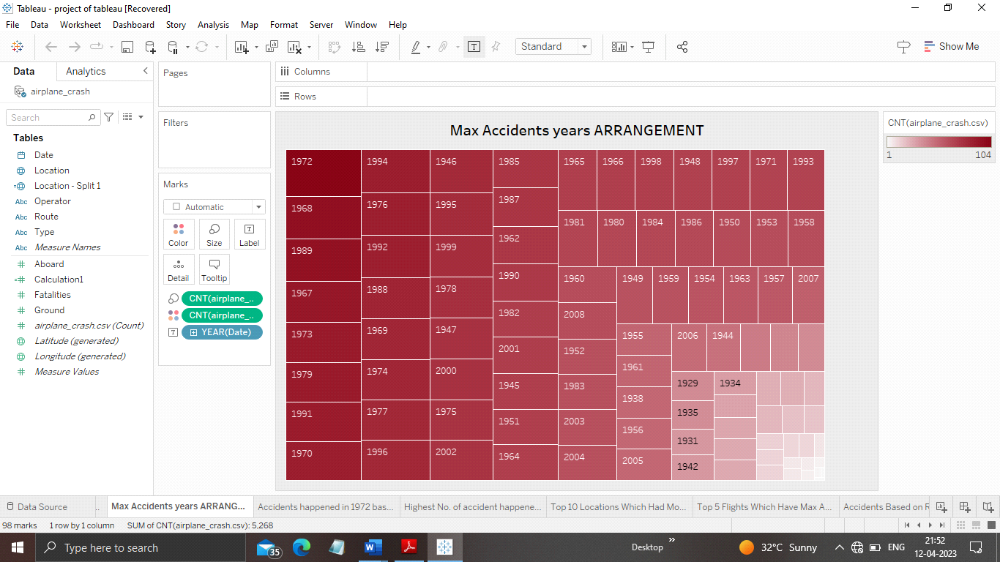 Tableau - project of tableau [Recovered]
File Data Worksheet Dashboard Story Analysis Map Format Server Window Help
Standard
Show Me
Data Analytics
airplane_crash
Search
Tables
Date
Location
Location - Split 1
Abc Operator
Abc Route
Abc Type
Abc Measure Names
Aboard
Calculation1
Fatalities
Ground
airplane_crash.csv (Count)
Latitude (generated)
Longitude (generated)
Measure Values
Pages
Filters
Marks
Automatic
Color Size Label
Detail Tooltip
CNT(airplane_..
CNT(airplane_..
YEAR(Date)
Columns
Rows
Max Accidents years ARRANGEMENT
1972
1968
1989
1967
1973
1979
1991
1970
1994
1976
1992
1988
1969
1974
1977
1996
1946
1995
1999
1978
1947
2000
1975
2002
1985
1987
1962
1990
1982
2001
1945
1951
1964
1965 1966 1998 1948 1997 1971 1993
1981 1980 1984 1986 1950 1953 1958
1960
2008
1952
1983
2003
2004
1949 1959 1954 1963 1957 2007
1955
1961
1938
1956
2005
2006 1944
1929
1935
1931
1942
1934
CNT(airplane_crash.csv)
1 104
Data Source
..
Max Accidents years ARRANG...
Accidents happened in 1972 bas...
Highest No. of accident happene...
Top 10 Locations Which Had Mo...
Top 5 Flights Which Have Max A...
Accidents Based on R
98 marks 1 row by 1 column SUM of CNT(airplane_crash.csv): 5,268
Type here to search
35
Desktop
32°C Sunny
ENG
21:52
12-04-2023